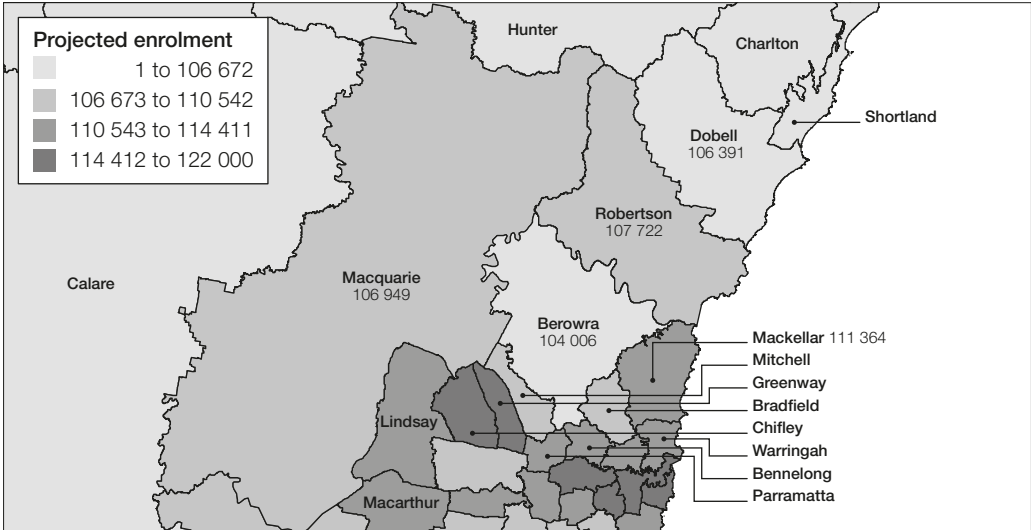 Projected enrolment
1 to 106 672
106 673 to 110 542
110 543 to 114 411
114 412 to 122 000
Hunter
Charlton
Shortland
Dobell
106 391
Robertson
107 722
Calare
Macquarie
106 949
Berowra
104 006
Mackellar 111 364
Mitchell
Greenway
Bradfield
Chifley
Warringah
Bennelong
Parramatta
Lindsay
Macarthur